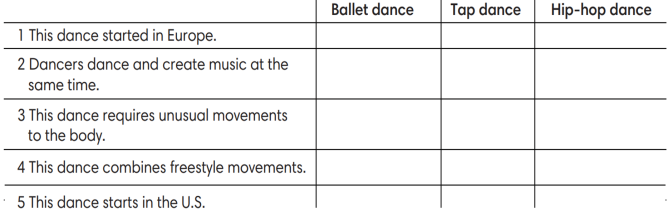 Ballet dance Tap dance Hip-hop dance
1 This dance started in Europe.
2 Dancers dance and create music at the
same time.
3 This dance requires unusual movements
to the body.
4 This dance combines freestyle movements.
5 This dance starts in the U.S.